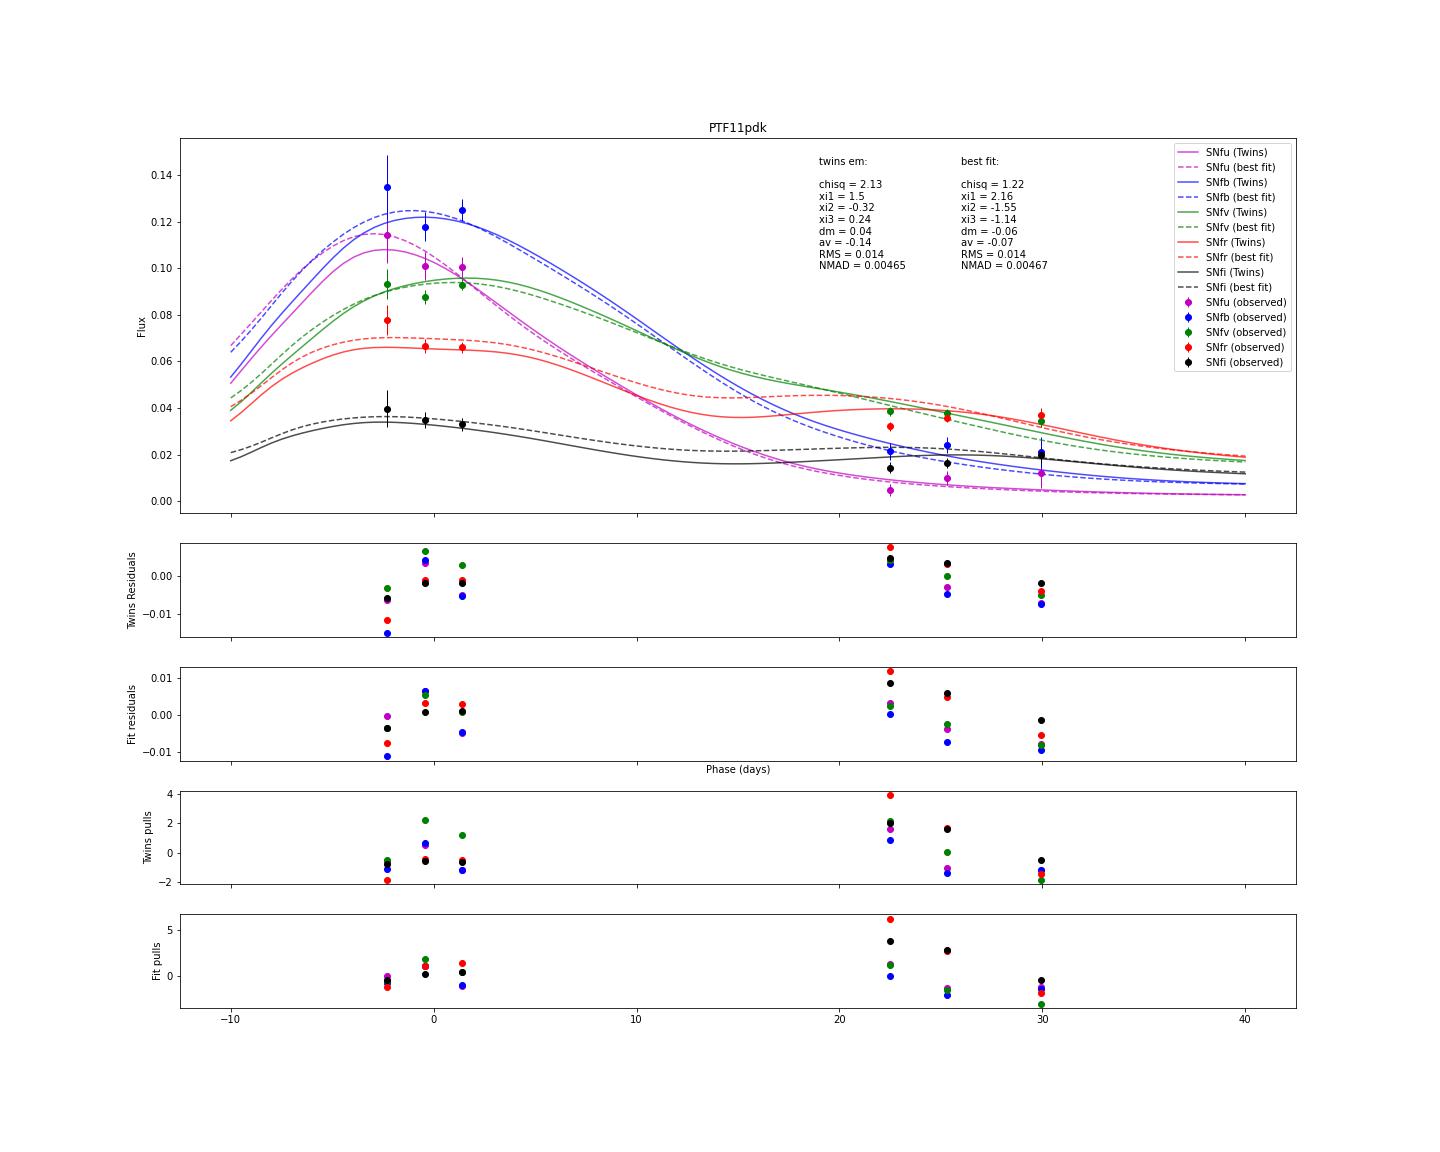 PTF11pdk
twins em:
chisq = 2.13
xi1 = 1.5
xi2 = -0.32
xi3 = 0.24
dm = 0.04
av = -0.14
RMS = 0.014
NMAD = 0.00465
best fit:
chisq = 1.22
xi1 = 2.16
xi2 = -1.55
xi3 = -1.14
dm = -0.06
av = -0.07
RMS = 0.014
NMAD = 0.00467
SNfu (Twins)
SNfu (best fit)
SNfb (Twins)
SNfb (best fit)
SNfv (Twins)
SNfv (best fit)
SNfr (Twins)
SNfr (best fit)
SNfi (Twins)
SNfi (best fit)
SNfu (observed)
SNfb (observed)
SNfv (observed)
SNfr (observed)
SNfi (observed)
Flux
0.14
0.12
0.10
0.08
0.06
0.04
0.02
0.00
Twins Residuals
0.00
−0.01
Fit residuals
0.01
0.00
−0.01
Phase (days)
Twins pulls
4
2
0
−2
Fit pulls
5
0
−10
0
10
20
30
40